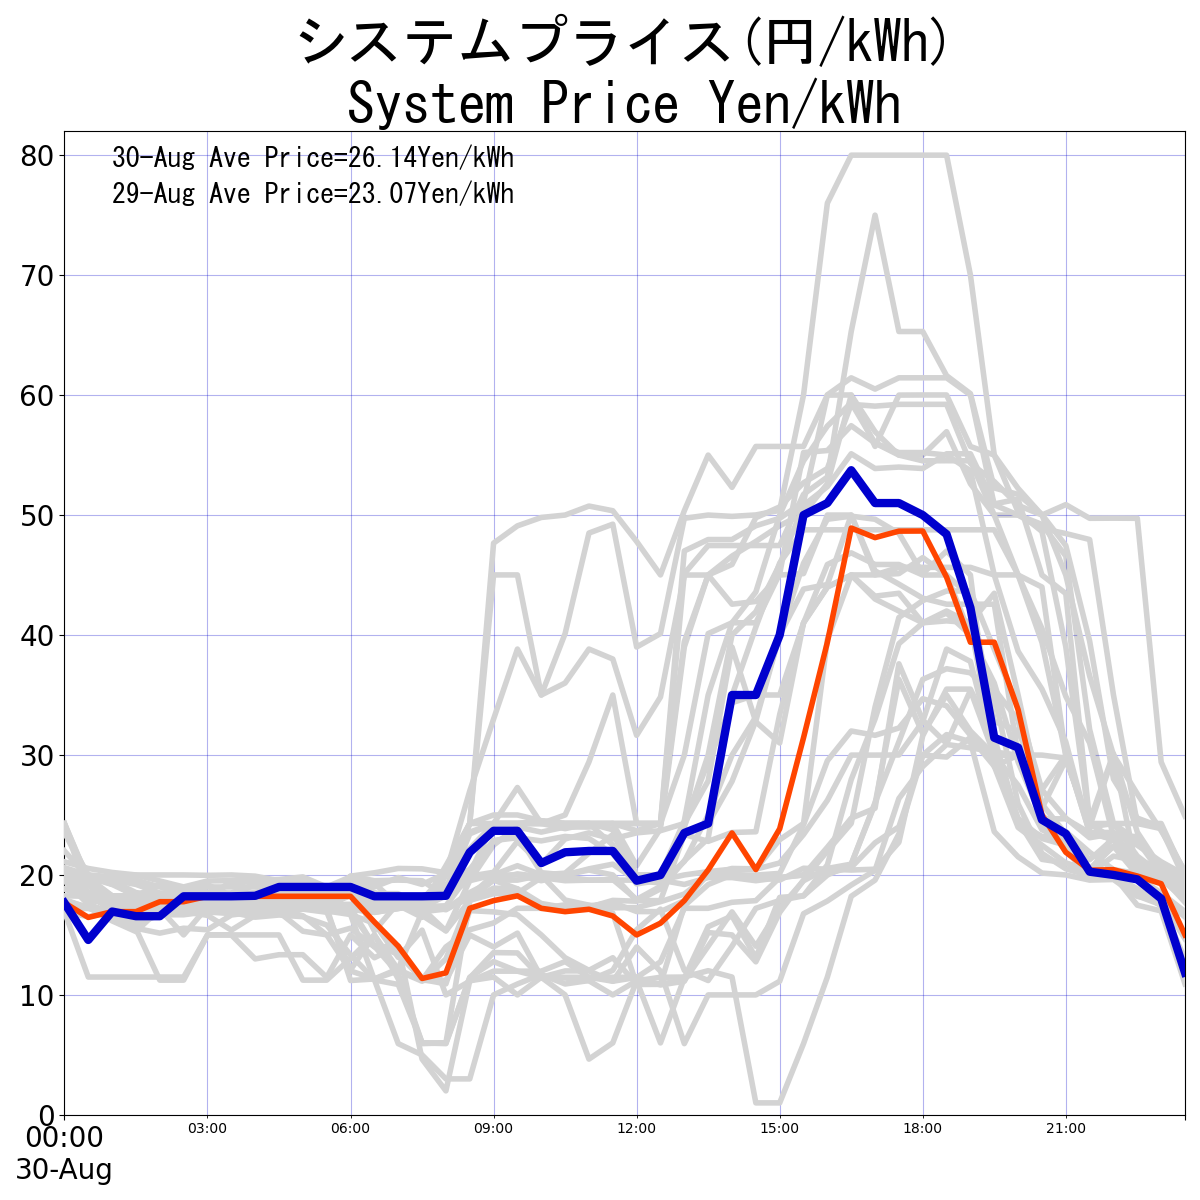 システムプライス(円/kWh)
System Price Yen/kWh
30-Aug Ave Price=26.14Yen/kWh
29-Aug Ave Price=23.07Yen/kWh
80
70
60
50
40
30
20
10
0
00:00 03:00 06:00 09:00 12:00 15:00 18:00 21:00
30-Aug